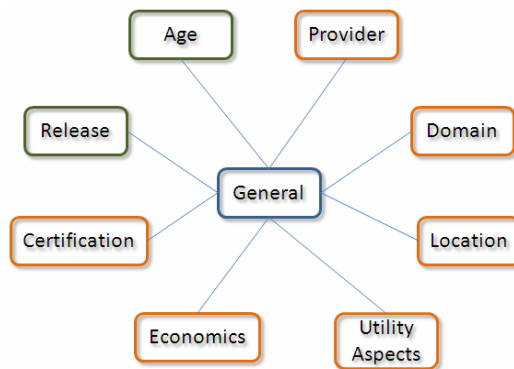 Age
Provider
Release
Domain
General
Certification
Location
Economics
Utility
Aspects